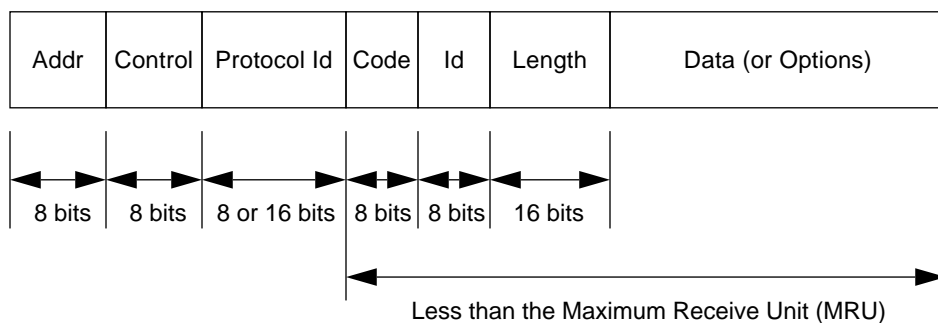 Addr Control Protocol Id Code Id Length Data (or Options)
8 bits 8 bits 8 or 16 bits 8 bits 8 bits 16 bits
Less than the Maximum Receive Unit (MRU)